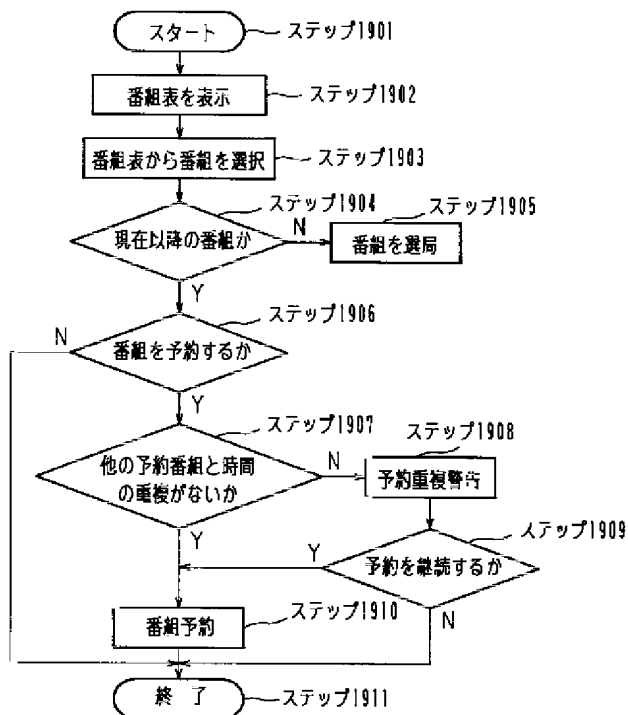 スタート
ステップ1901
番組表を表示
ステップ1902
番組表から番組を選択
ステップ1903
現在以降の番組か
ステップ1904
N
番組を選局
ステップ1905
Y
番組を予約するか
ステップ1906
N
Y
他の予約番組と時間
の重複がないか
ステップ1907
N
予約重複警告
ステップ1908
Y
予約を継続するか
ステップ1909
Y
N
番組予約
ステップ1910
終了
ステップ1911